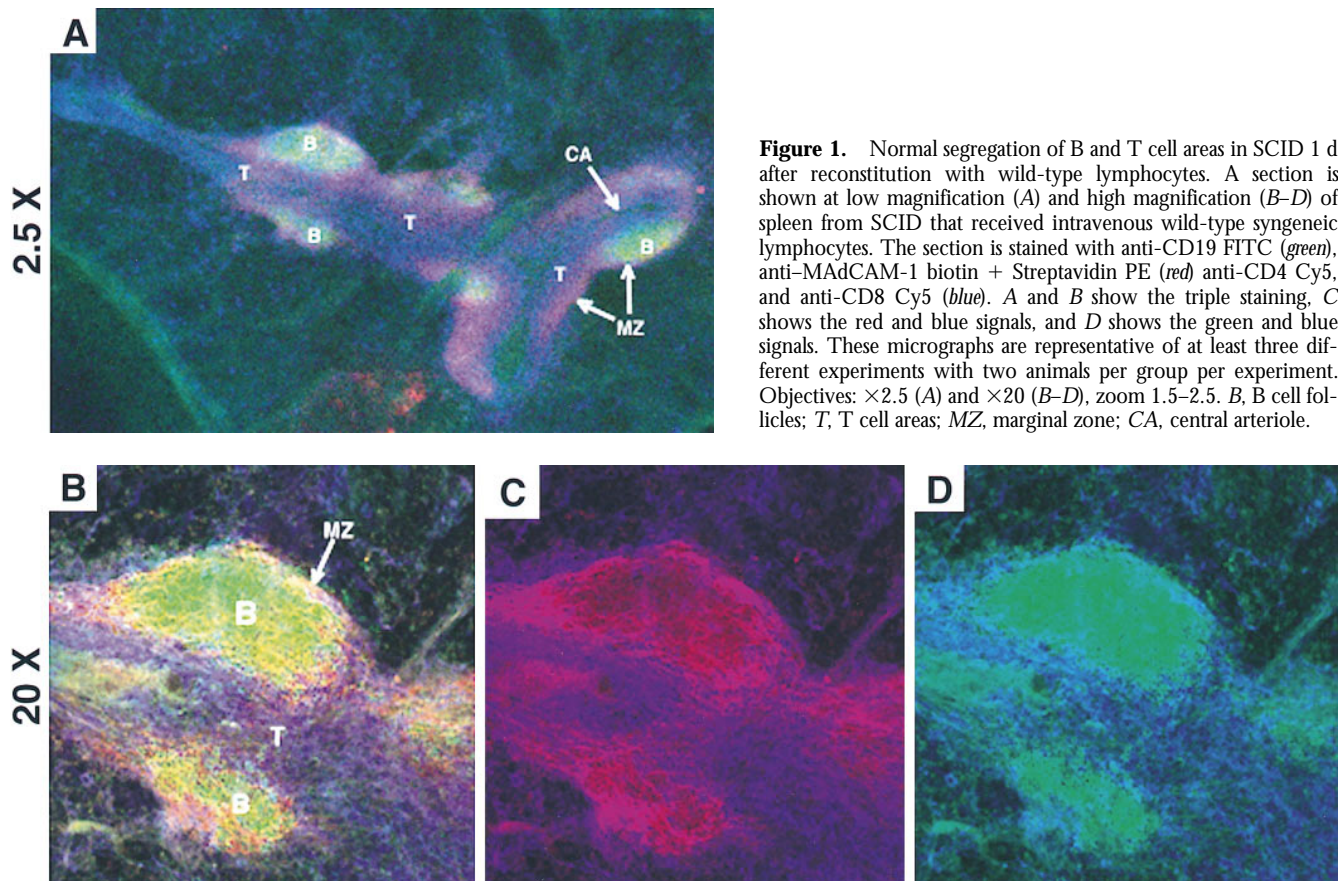 A
B
CA
T
B
T
B
T
MZ
2.5 X
Figure 1. Normal segregation of B and T cell areas in SCID 1 d
after reconstitution with wild-type lymphocytes. A section is
shown at low magnification (A) and high magnification (B–D) of
spleen from SCID that received intravenous wild-type syngeneic
lymphocytes. The section is stained with anti-CD19 FITC (green),
anti–MAdCAM-1 biotin + Streptavidin PE (red) anti-CD4 Cy5,
and anti-CD8 Cy5 (blue). A and B show the triple staining, C
shows the red and blue signals, and D shows the green and blue
signals. These micrographs are representative of at least three dif-
ferent experiments with two animals per group per experiment.
Objectives: ×2.5 (A) and ×20 (B–D), zoom 1.5–2.5. B, B cell fol-
licles; T, T cell areas; MZ, marginal zone; CA, central arteriole.
B
MZ
B
T
B
20 X
C
D